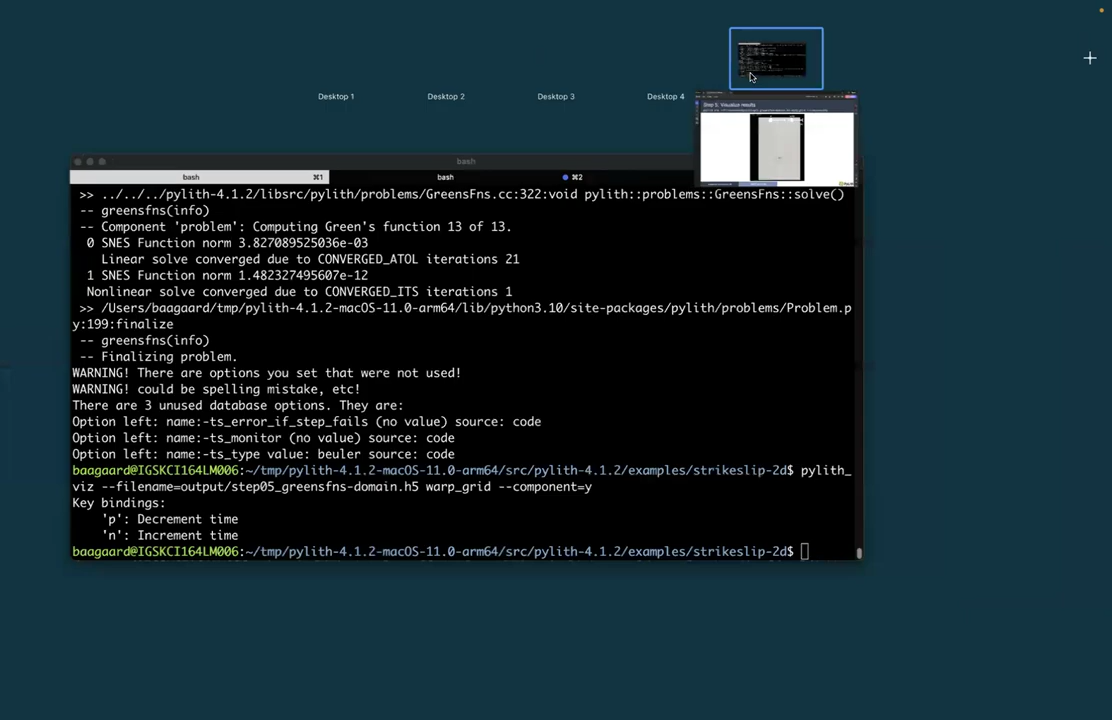 Desktop 1
Desktop 2
Desktop 3
Desktop 4
Step 5: Visualize results
bash
bash
⌘1
bash
⌘2
>> ../../../pylith-4.1.2/libsrc/pylith/problems/GreensFns.cc:322:void pylith::problems::GreensFns::solve()
-- greensfns(info)
-- Component 'problem': Computing Green's function 13 of 13.
0 SNES Function norm 3.827089525036e-03
Linear solve converged due to CONVERGED_ATOL iterations 21
1 SNES Function norm 1.482327495607e-12
Nonlinear solve converged due to CONVERGED_ITS iterations 1
>> /Users/baagaard/tmp/pylith-4.1.2-macOS-11.0-arm64/lib/python3.10/site-packages/pylith/problems/Problem.p
y:199:finalize
-- greensfns(info)
-- Finalizing problem.
WARNING! There are options you set that were not used!
WARNING! could be spelling mistake, etc!
There are 3 unused database options. They are:
Option left: name:-ts_error_if_step_fails (no value) source: code
Option left: name:-ts_monitor (no value) source: code
Option left: name:-ts_type value: beuler source: code
baagaard@IGSKCI164LM006:~/tmp/pylith-4.1.2-macOS-11.0-arm64/src/pylith-4.1.2/examples/strikeslip-2d$ pylith_
viz --filename=output/step05_greensfns-domain.h5 warp_grid --component=y
Key bindings:
'p': Decrement time
'n': Increment time
baagaard@IGSKCI164LM006:~/tmp/pylith-4.1.2-macOS-11.0-arm64/src/pylith-4.1.2/examples/strikeslip-2d$